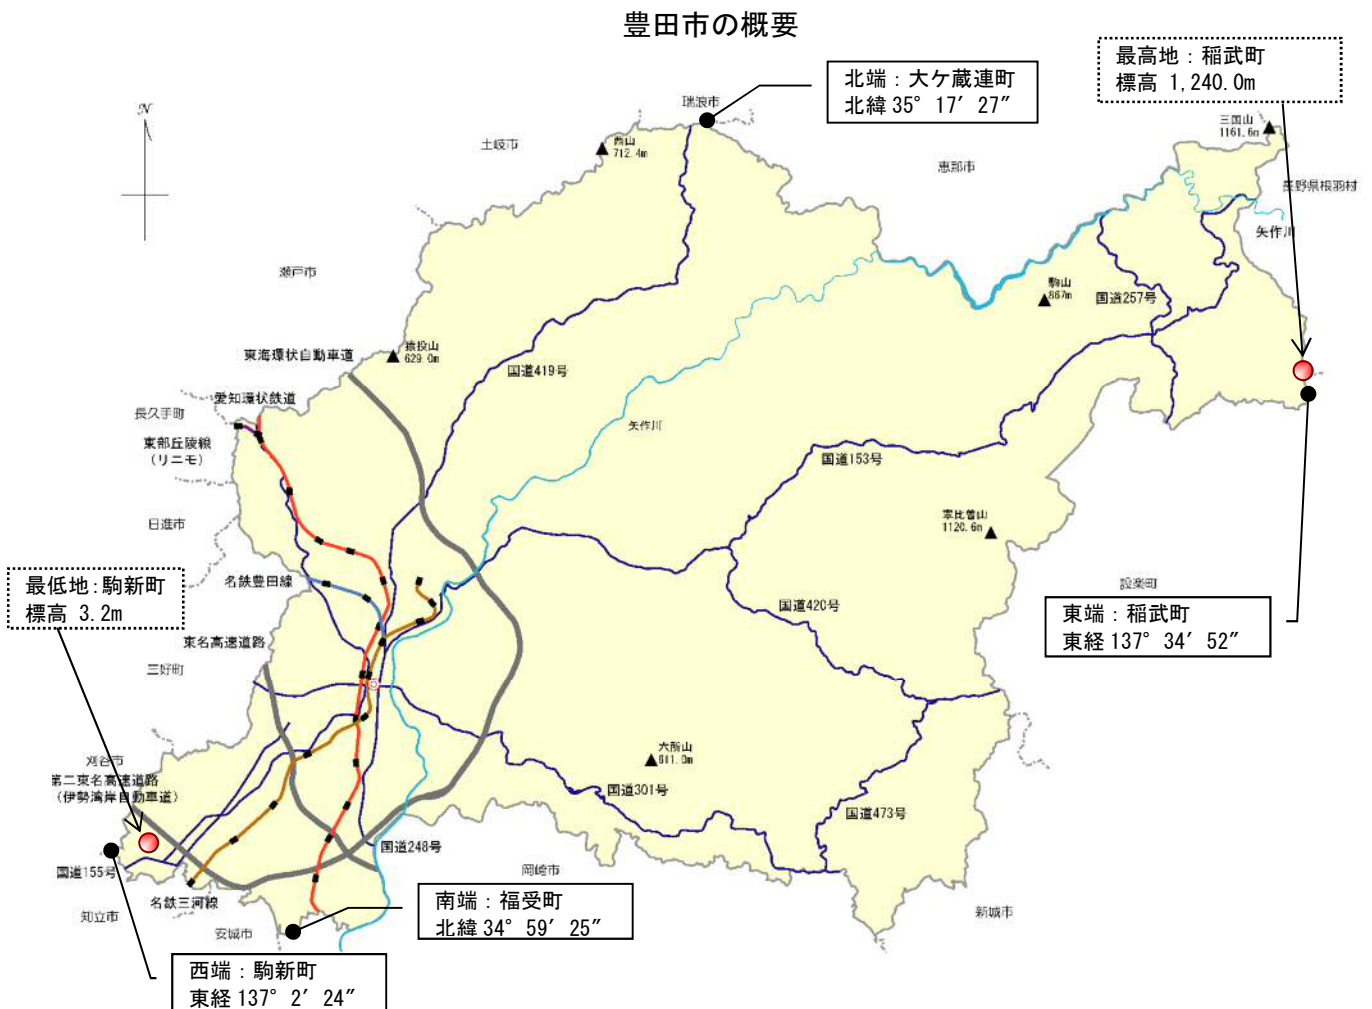 豊田市の概要
最高地：稲武町
標高 1,240.0m
北端：大ケ蔵連町
北緯 35° 17′ 27″
N
瑞浪市
三国山
1161.6m
土岐市
西山
712.4m
恵那市
長野県根羽村
矢作川
瀬戸市
駒山
867m
国道257号
東海環状自動車道
猿投山
629.0m
国道419号
愛知環状鉄道
長久手町
矢作川
東部丘陵線
（リニモ）
国道153号
日進市
寧比曽山
1120.6m
最低地：駒新町
標高 3.2m
名鉄豊田線
設楽町
国道420号
東端：稲武町
東経 137° 34′ 52″
東名高速道路
三好町
六所山
611.0m
刈谷市
第二東名高速道路
（伊勢湾岸自動車道）
国道301号
国道473号
国道248号
国道155号
岡崎市
名鉄三河線
南端：福受町
北緯 34° 59′ 25″
知立市
安城市
新城市
西端：駒新町
東経 137° 2′ 24″